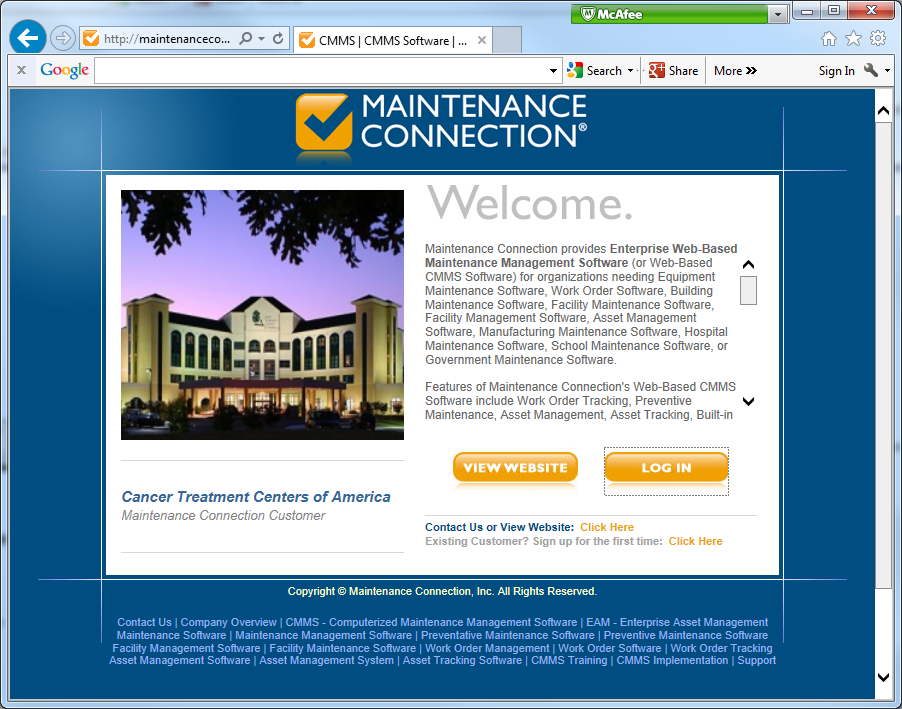 McAfee
http://maintenanceco...
CMMS | CMMS Software | ...
Google
Search
Share
More
Sign In
MAINTENANCE
CONNECTION®
Welcome.
Maintenance Connection provides Enterprise Web-Based
Maintenance Management Software (or Web-Based
CMMS Software) for organizations needing Equipment
Maintenance Software, Work Order Software, Building
Maintenance Software, Facility Maintenance Software,
Facility Management Software, Asset Management
Software, Manufacturing Maintenance Software, Hospital
Maintenance Software, School Maintenance Software, or
Government Maintenance Software.
Features of Maintenance Connection's Web-Based CMMS
Software include Work Order Tracking, Preventive
Maintenance, Asset Management, Asset Tracking, Built-in
VIEW WEBSITE
LOG IN
Cancer Treatment Centers of America
Maintenance Connection Customer
Contact Us or View Website: Click Here
Existing Customer? Sign up for the first time: Click Here
Copyright © Maintenance Connection, Inc. All Rights Reserved.
Contact Us | Company Overview | CMMS - Computerized Maintenance Management Software | EAM - Enterprise Asset Management
Maintenance Software | Maintenance Management Software | Preventative Maintenance Software | Preventive Maintenance Software
Facility Management Software | Facility Maintenance Software | Work Order Management | Work Order Software | Work Order Tracking
Asset Management Software | Asset Management System | Asset Tracking Software | CMMS Training | CMMS Implementation | Support